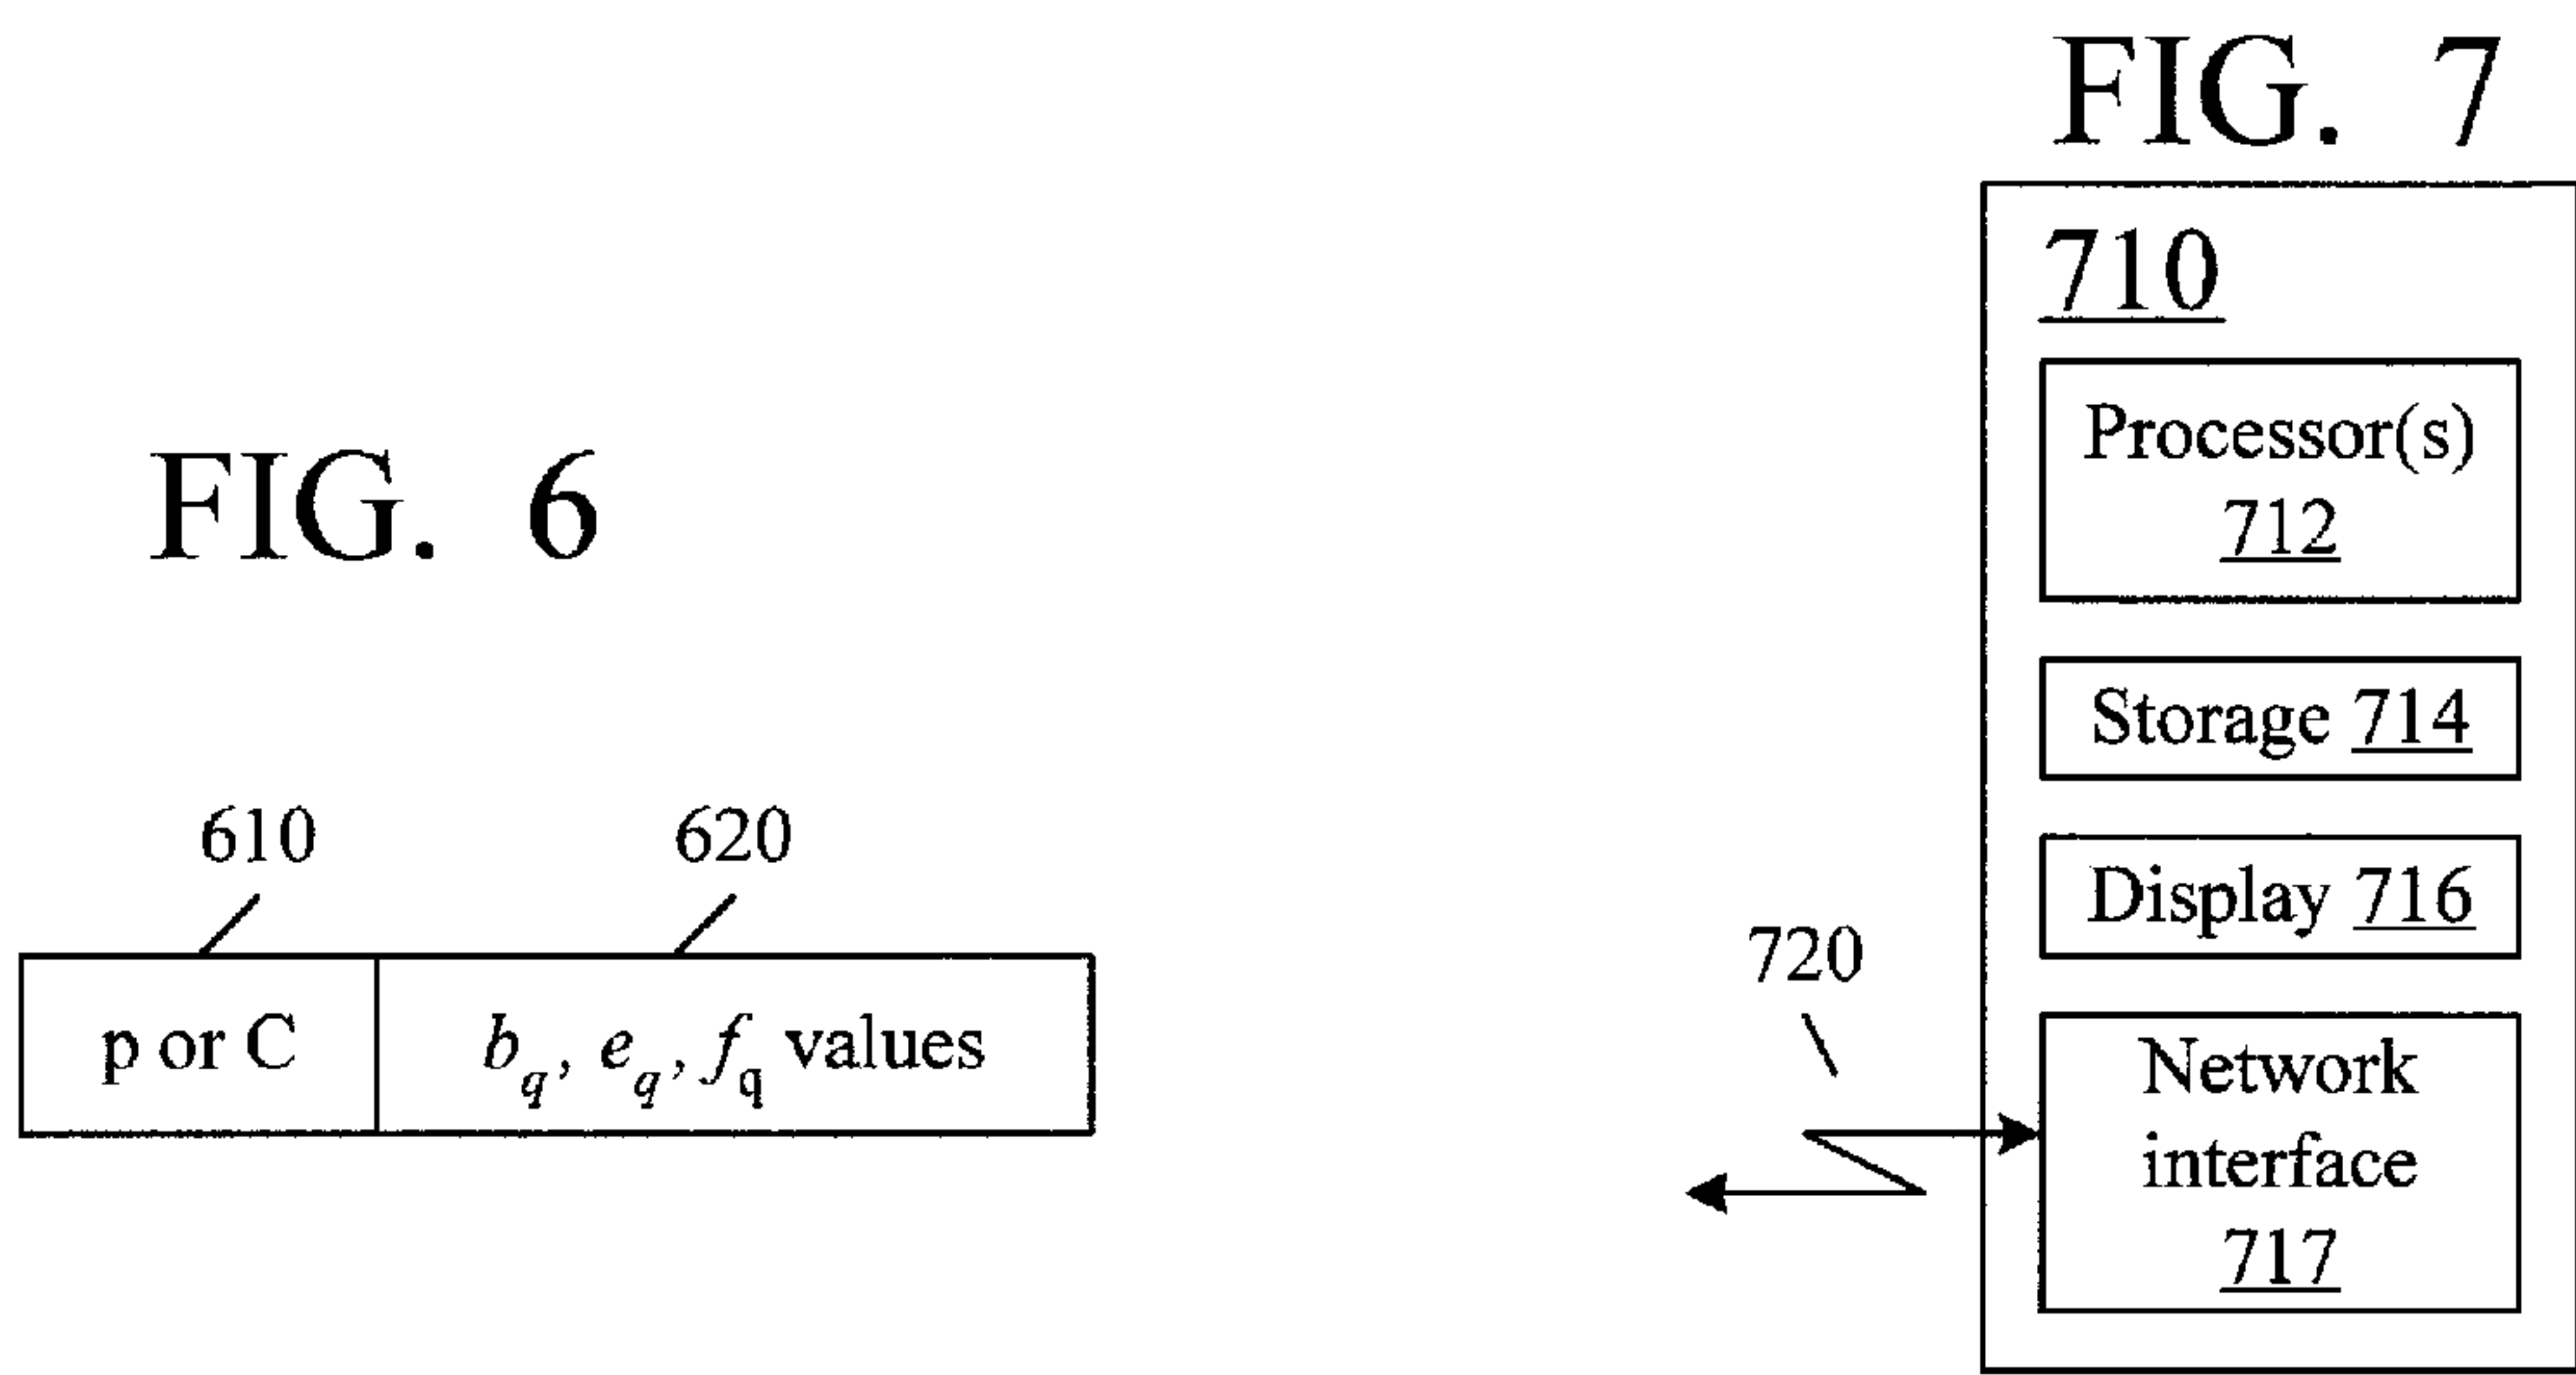 FIG. 6
610
620
p or C
b_q, e_q, f_q values
FIG. 7
710
Processor(s)
712
Storage 714
Display 716
720
Network
interface
717